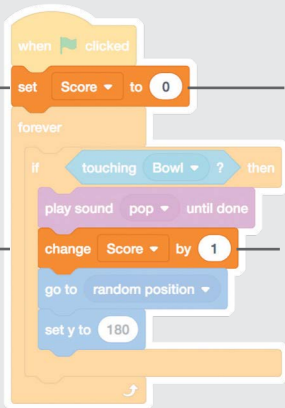 when clicked
set Score to 0
forever
if touching Bowl ? then
play sound pop until done
change Score by 1
go to random position
set y to 180